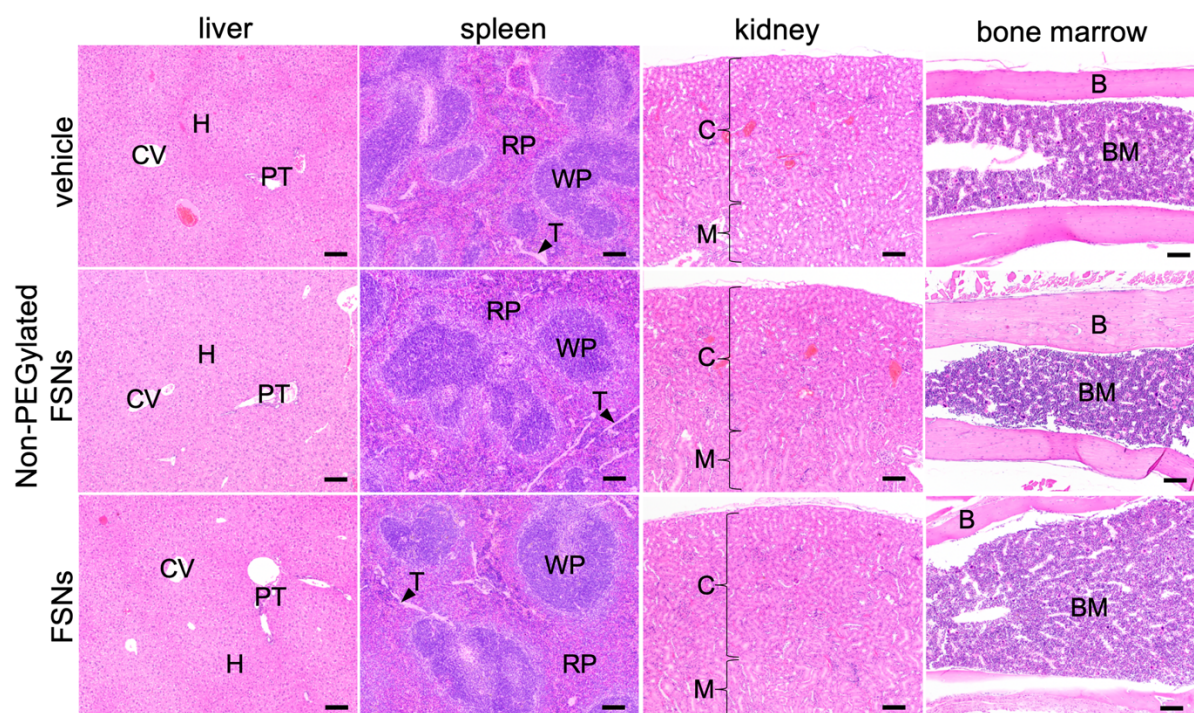 liver spleen kidney bone marrow
vehicle
H
CV
PT
RP
WP
T
C
M
B
BM
Non-PEGylated
FSNs
H
CV
PT
RP
WP
T
C
M
B
BM
FSNs
CV
PT
H
T
WP
RP
C
M
B
BM